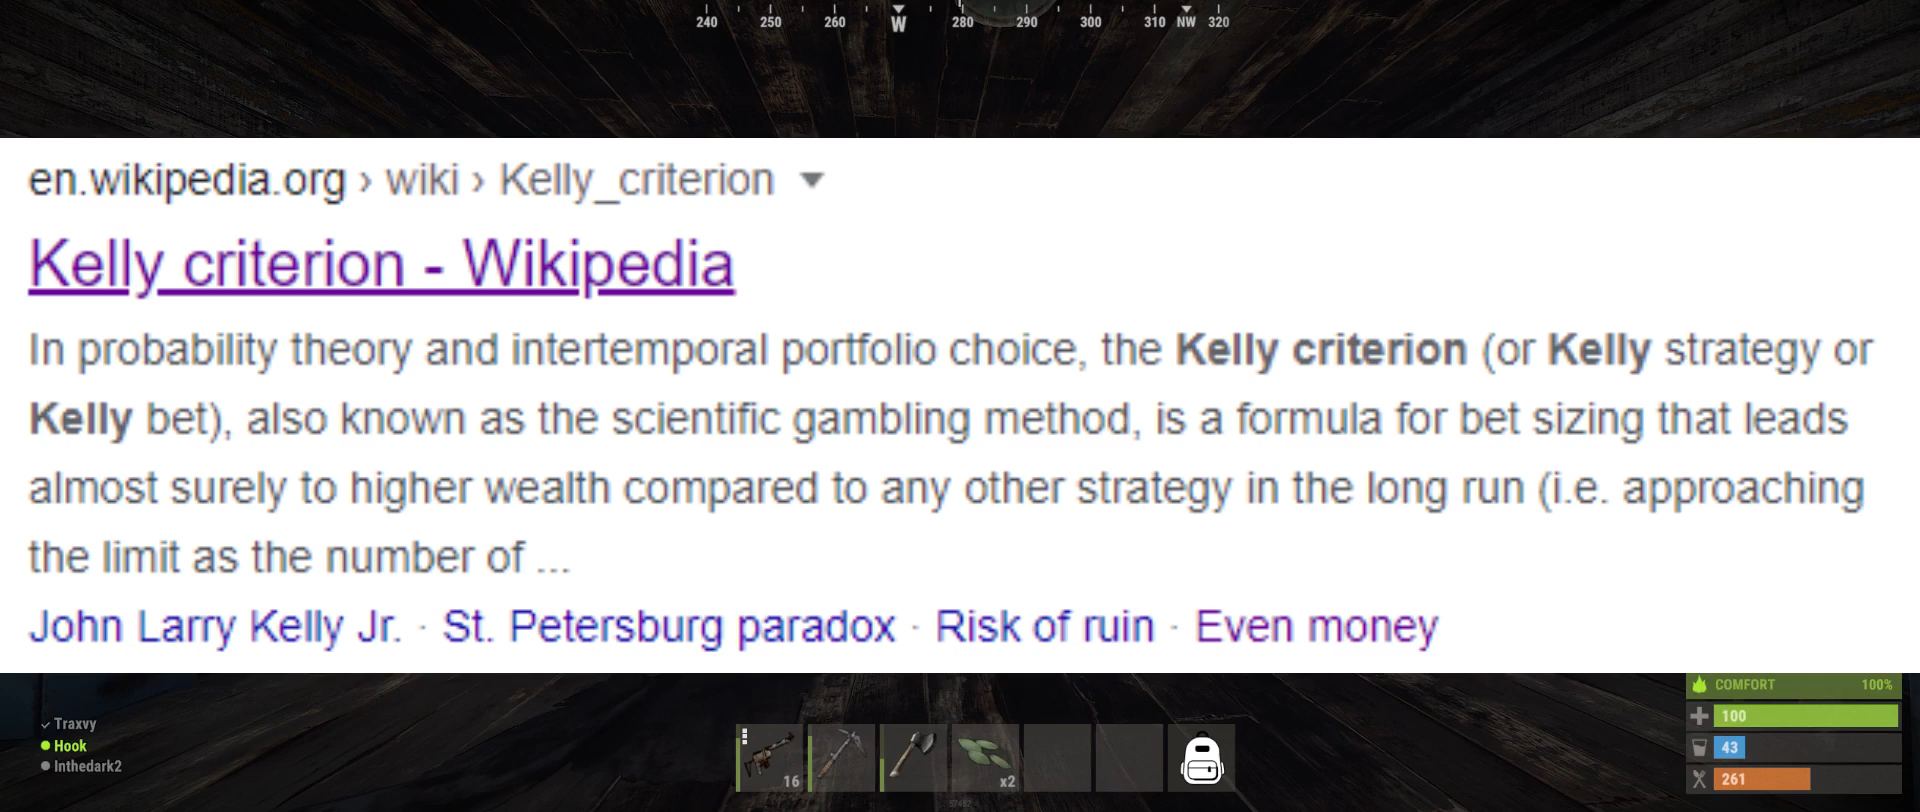 240 250 260 W 280 290 300 310 NW 320
en.wikipedia.org › wiki › Kelly_criterion
Kelly criterion - Wikipedia
In probability theory and intertemporal portfolio choice, the Kelly criterion (or Kelly strategy or
Kelly bet), also known as the scientific gambling method, is a formula for bet sizing that leads
almost surely to higher wealth compared to any other strategy in the long run (i.e. approaching
the limit as the number of ...
John Larry Kelly Jr. · St. Petersburg paradox · Risk of ruin · Even money
COMFORT 100%
100
43
261
Traxvy
Hook
Inthedark2
16
x2